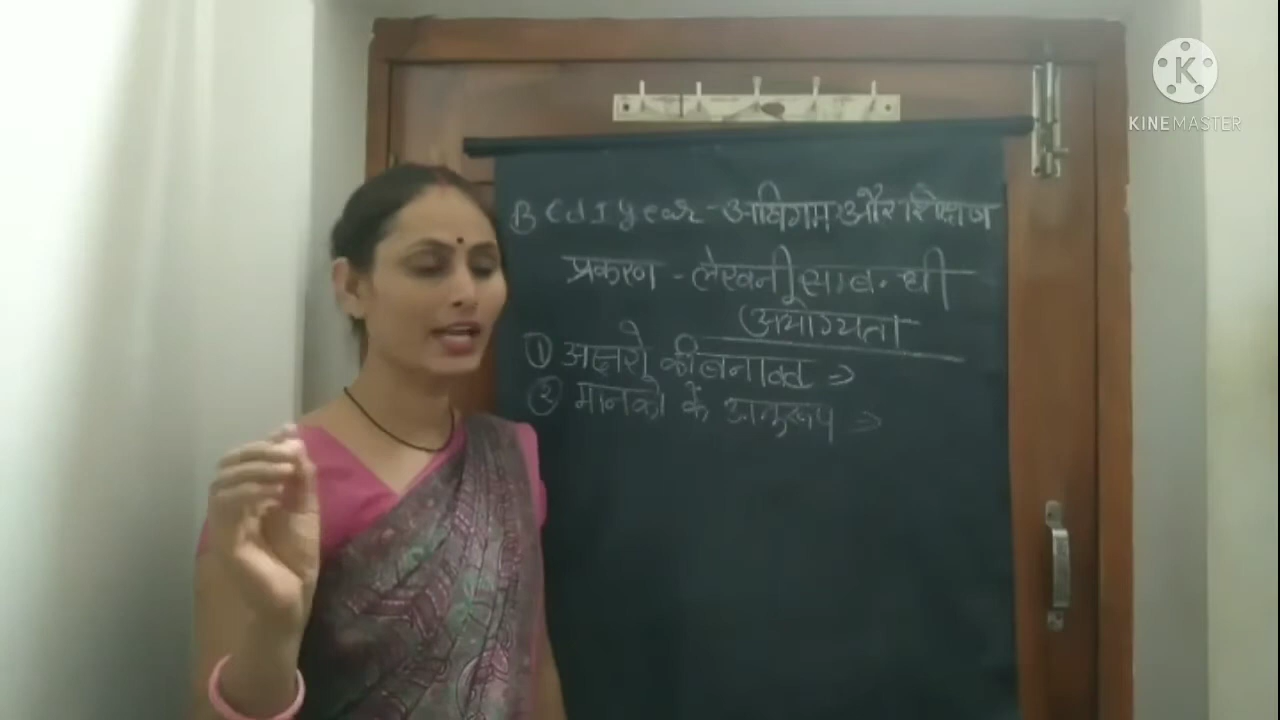 B Ed I year - अधिगम और शिक्षण
प्रकरण - लेखनी सम्बन्धी
अयोग्यता
① अक्षरो की बनावट ⇒
② मानको के अनुरूप ⇒
KINEMASTER